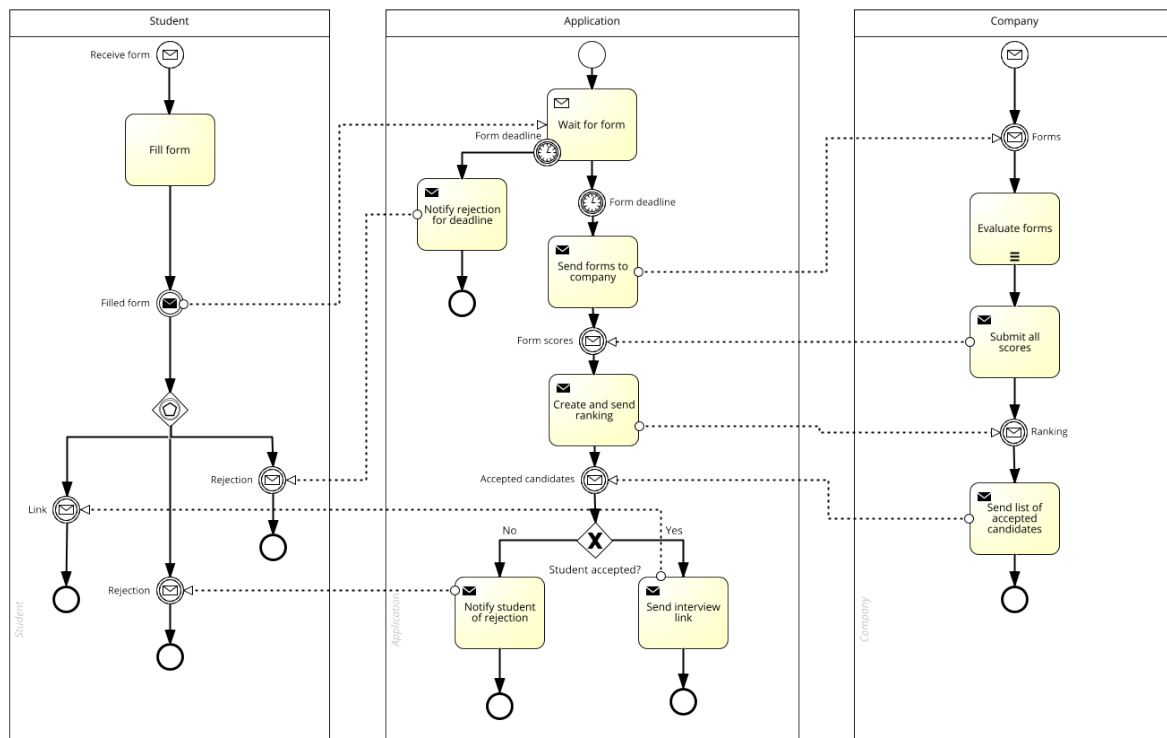 Student
Application
Company
Receive form
Fill form
Filled form
Link
Rejection
Rejection
Student
Wait for form
Form deadline
Notify rejection
for deadline
Form deadline
Send forms to
company
Form scores
Create and send
ranking
Accepted candidates
No
Yes
Student accepted?
Notify student
of rejection
Send interview
link
Application
Forms
Evaluate forms
Submit all
scores
Ranking
Send list of
accepted
candidates
Company